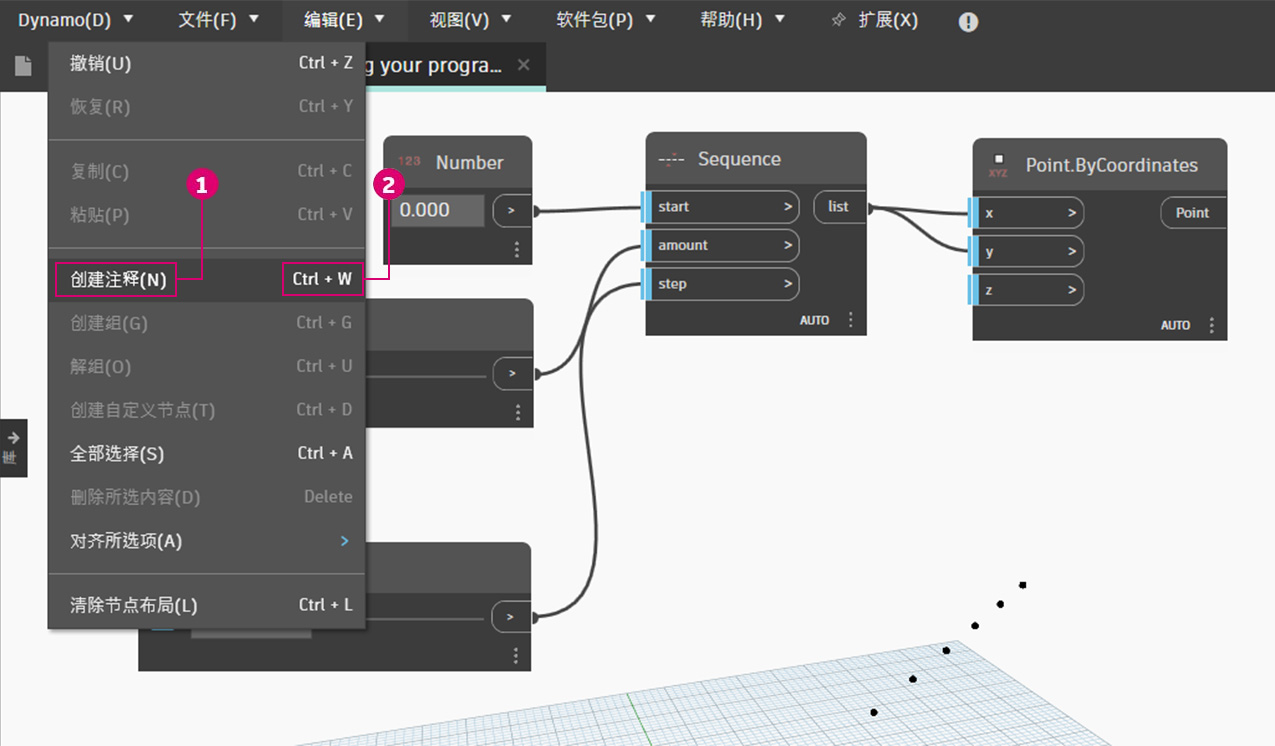 Dynamo(D) 文件(F) 编辑(E) 视图(V) 软件包(P) 帮助(H) 扩展(X)
撤销(U) Ctrl + Z
g your progra...
恢复(R) Ctrl + Y
复制(C) Ctrl + C
粘贴(P) Ctrl + V
1
2
创建注释(N) Ctrl + W
创建组(G) Ctrl + G
解组(O) Ctrl + U
创建自定义节点(T) Ctrl + D
全部选择(S) Ctrl + A
删除所选内容(D) Delete
对齐所选项(A) >
清除节点布局(L) Ctrl + L
库
123 Number
0.000 >
>
>
Sequence
start > list
amount >
step >
AUTO
XYZ Point.ByCoordinates
x > Point
y >
z >
AUTO